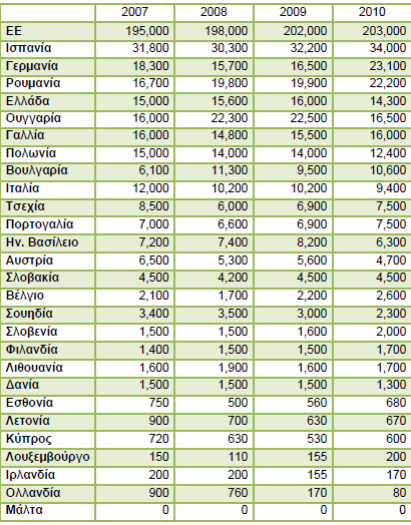 2007 2008 2009 2010
ΕΕ 195,000 198,000 202,000 203,000
Ισπανία 31,800 30,300 32,200 34,000
Γερμανία 18,300 15,700 16,500 23,100
Ρουμανία 16,700 19,800 19,900 22,200
Ελλάδα 15,000 15,600 16,000 14,300
Ουγγαρία 16,000 22,300 22,500 16,500
Γαλλία 16,000 14,800 15,500 16,000
Πολωνία 15,000 14,000 14,000 12,400
Βουλγαρία 6,100 11,300 9,500 10,600
Ιταλία 12,000 10,200 10,200 9,400
Τσεχία 8,500 6,000 6,900 7,500
Πορτογαλία 7,000 6,600 6,900 7,500
Ην. Βασίλειο 7,200 7,400 8,200 6,300
Αυστρία 6,500 5,300 5,600 4,700
Σλοβακία 4,500 4,200 4,500 4,500
Βέλγιο 2,100 1,700 2,200 2,600
Σουηδία 3,400 3,500 3,000 2,300
Σλοβενία 1,500 1,500 1,600 2,000
Φιλανδία 1,400 1,500 1,500 1,700
Λιθουανία 1,600 1,900 1,600 1,700
Δανία 1,500 1,500 1,500 1,300
Εσθονία 750 500 560 680
Λετονία 900 700 630 670
Κύπρος 720 630 530 600
Λουξεμβούργο 150 110 155 200
Ιρλανδία 200 200 155 170
Ολλανδία 900 760 170 80
Μάλτα 0 0 0 0